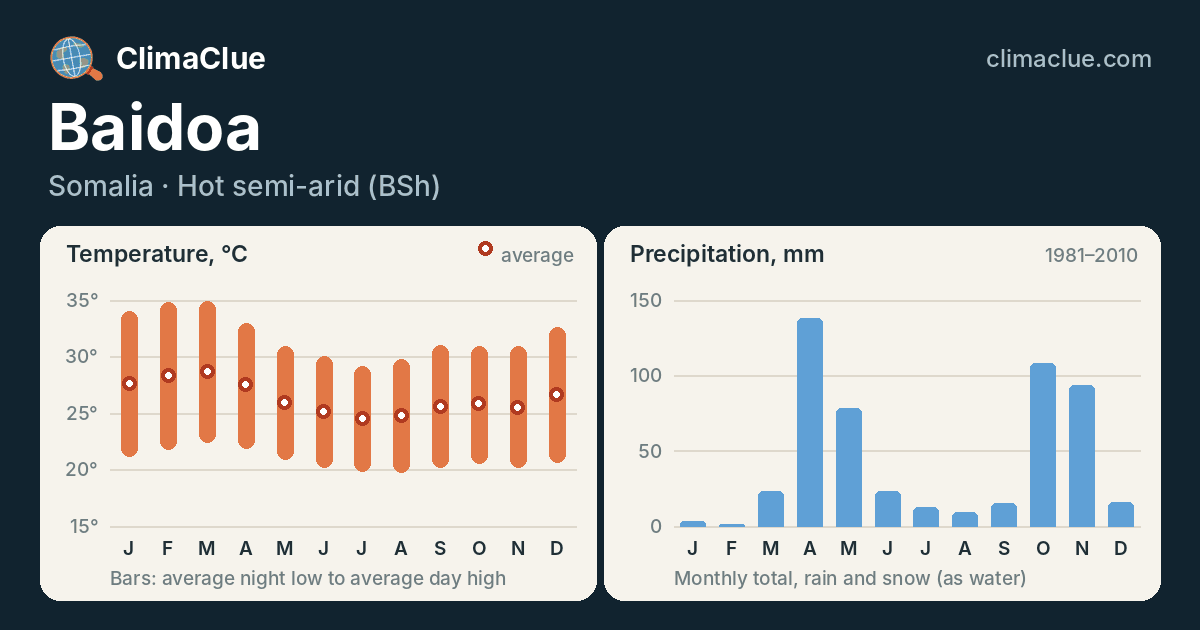 ClimaClue
climaclue.com
Baidoa
Somalia · Hot semi-arid (BSh)
Temperature, °C
average
35°
30°
25°
20°
15°
J F M A M J J A S O N D
Bars: average night low to average day high
Precipitation, mm
1981–2010
150
100
50
0
J F M A M J J A S O N D
Monthly total, rain and snow (as water)